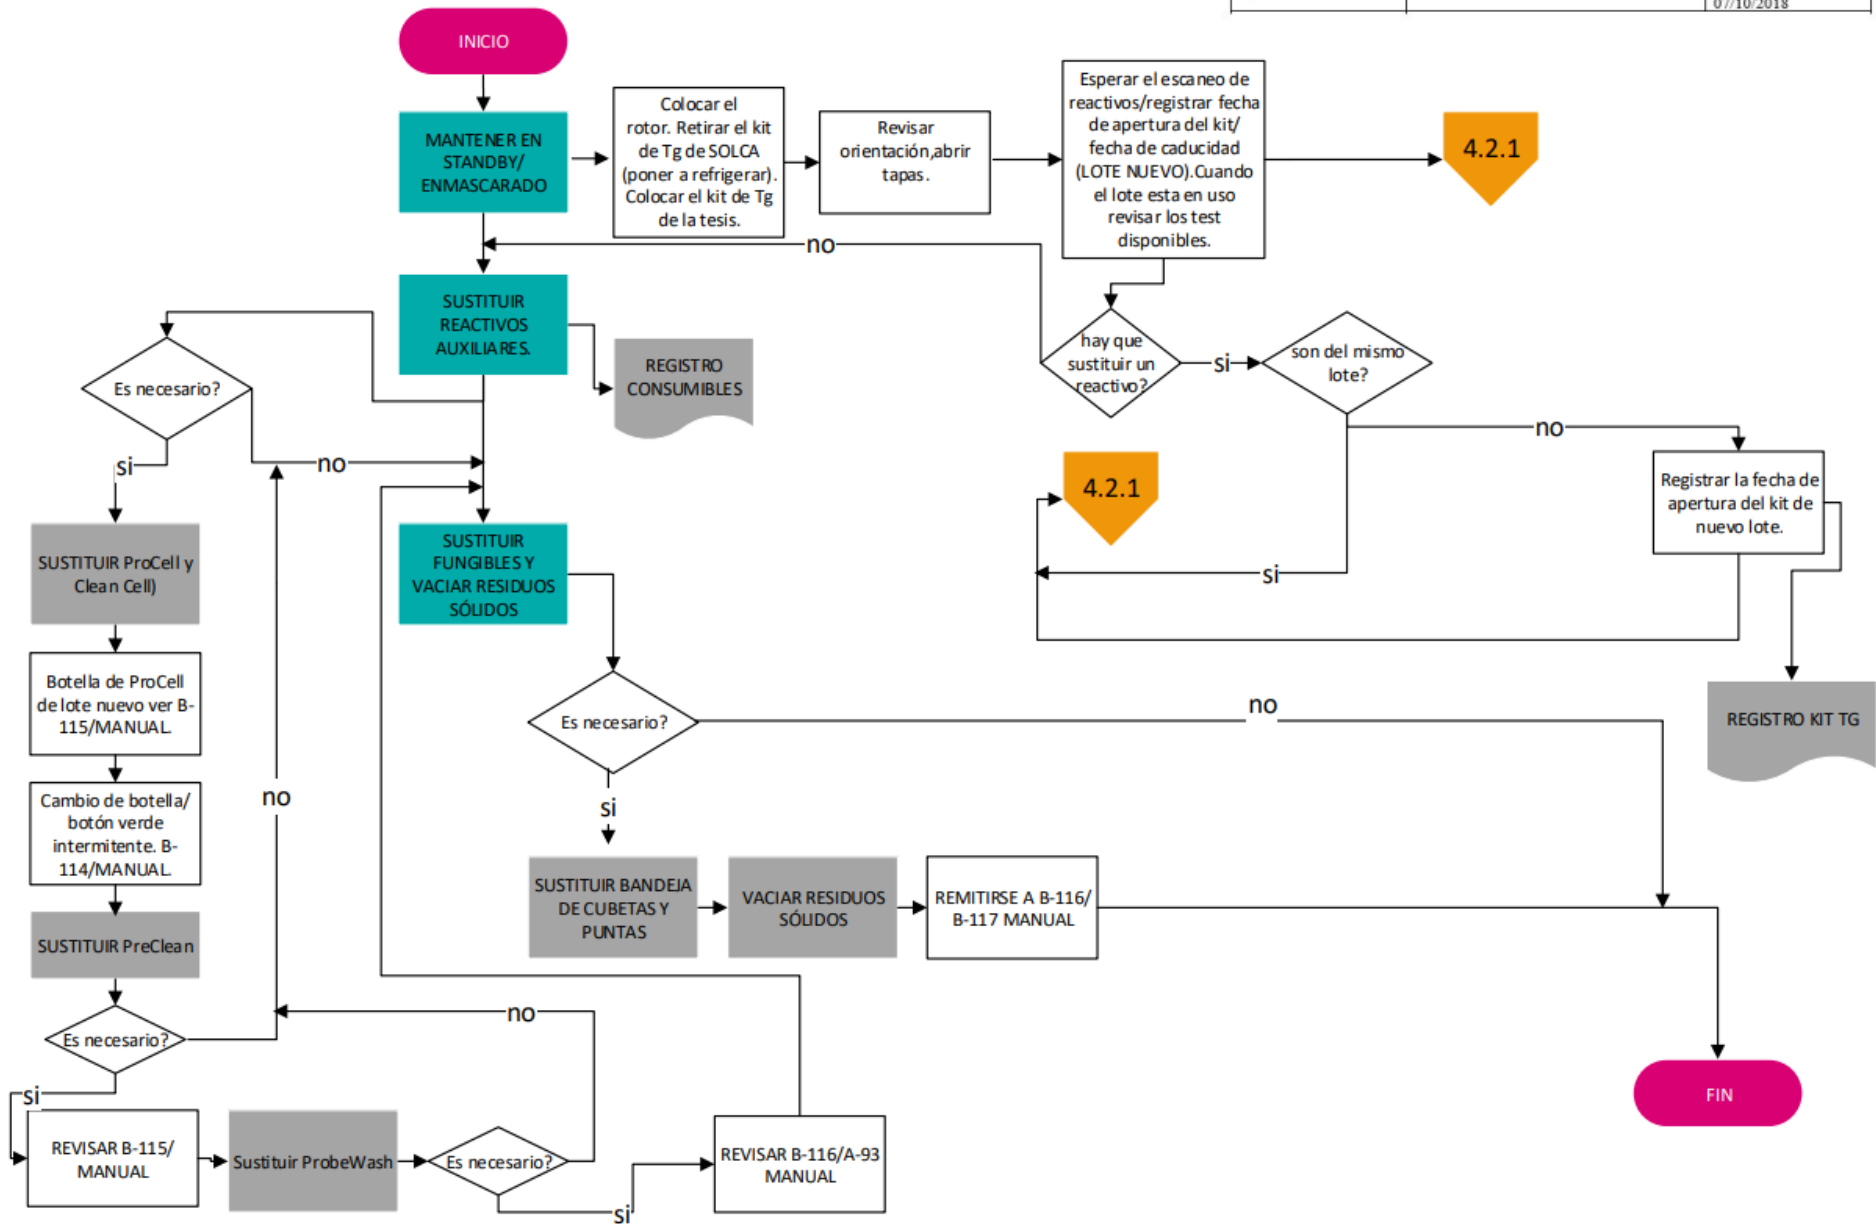 07/10/2018
INICIO
MANTENER EN
STANDBY/
ENMASCARADO
Colocar el
rotor. Retirar el kit
de Tg de SOLCA
(poner a refrigerar).
Colocar el kit de Tg
de la tesis.
Revisar
orientación,abrir
tapas.
Esperar el escaneo de
reactivos/registrar fecha
de apertura del kit/
fecha de caducidad
(LOTE NUEVO).Cuando
el lote esta en uso
revisar los test
disponibles.
4.2.1
no
SUSTITUIR
REACTIVOS
AUXILIARES.
REGISTRO
CONSUMIBLES
hay que
sustituir un
reactivo?
si
son del mismo
lote?
no
Registrar la fecha de
apertura del kit de
nuevo lote.
4.2.1
si
REGISTRO KIT TG
Es necesario?
no
si
SUSTITUIR ProCell y
Clean Cell)
Botella de ProCell
de lote nuevo ver B-
115/MANUAL.
Cambio de botella/
botón verde
intermitente. B-
114/MANUAL.
SUSTITUIR PreClean
Es necesario?
no
si
REVISAR B-115/
MANUAL
Sustituir ProbeWash
Es necesario?
no
si
REVISAR B-116/A-93
MANUAL
SUSTITUIR
FUNGIBLES Y
VACIAR RESIDUOS
SÓLIDOS
Es necesario?
no
si
SUSTITUIR BANDEJA
DE CUBETAS Y
PUNTAS
VACIAR RESIDUOS
SÓLIDOS
REMITIRSE A B-116/
B-117 MANUAL
FIN